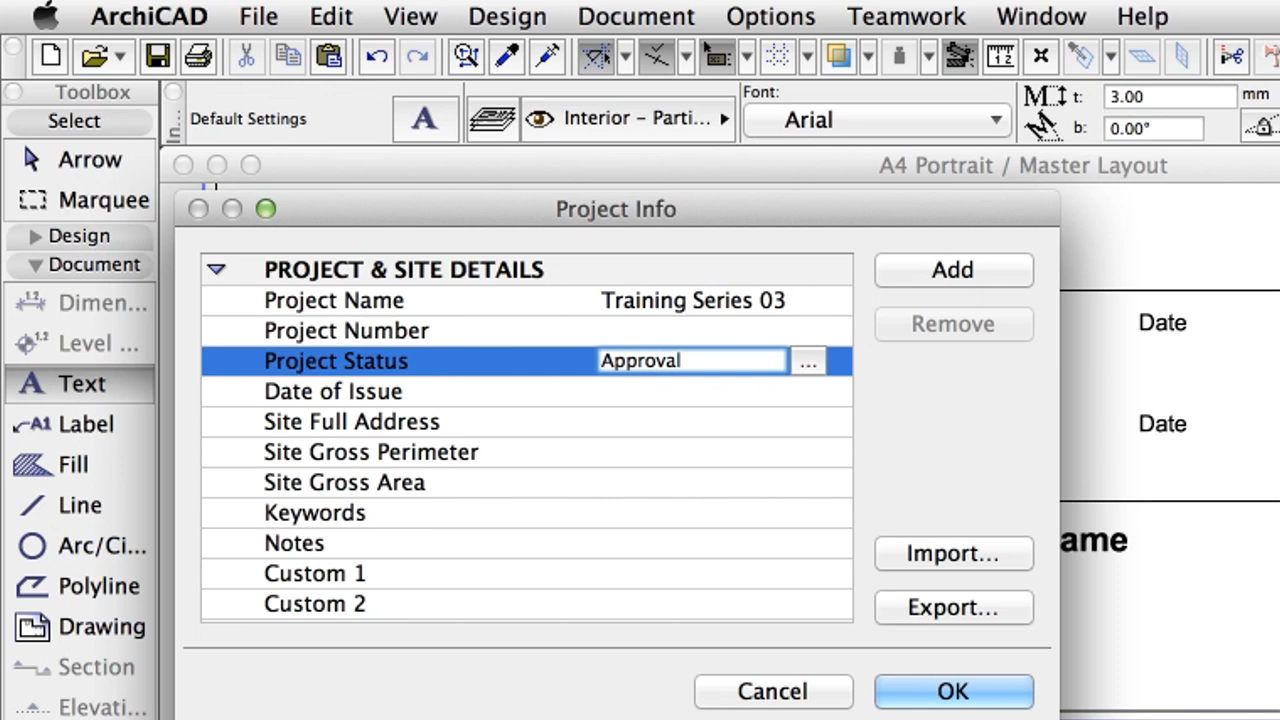 ArchiCAD File Edit View Design Document Options Teamwork Window Help
Toolbox
Select
Arrow
Marquee
Design
Document
Dimen...
Level ...
Text
Label
Fill
Line
Arc/Ci...
Polyline
Drawing
Section
Elevati...
Default Settings
Interior - Parti...
Font:
Arial
t: 3.00 mm
b: 0.00°
A4 Portrait / Master Layout
Project Info
PROJECT & SITE DETAILS
Project Name Training Series 03
Project Number
Project Status Approval ...
Date of Issue
Site Full Address
Site Gross Perimeter
Site Gross Area
Keywords
Notes
Custom 1
Custom 2
Add
Remove
Import...
Export...
Cancel OK
Date
Date
ame